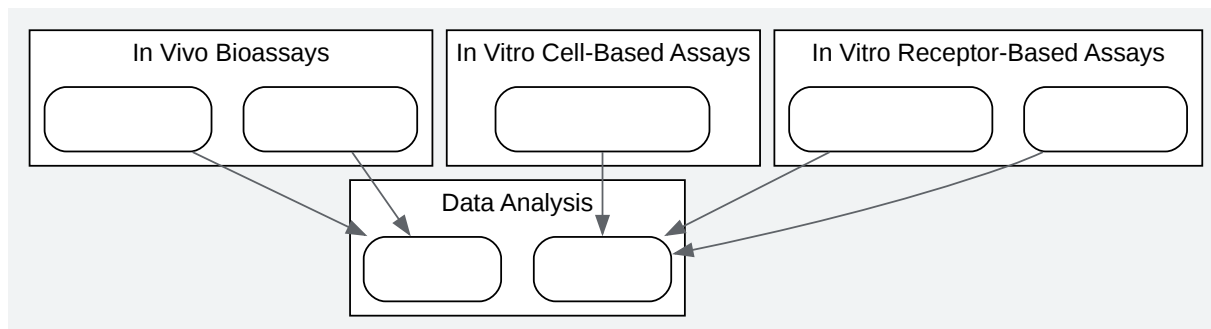 In Vivo Bioassays
In Vitro Cell-Based Assays
In Vitro Receptor-Based Assays
Data Analysis